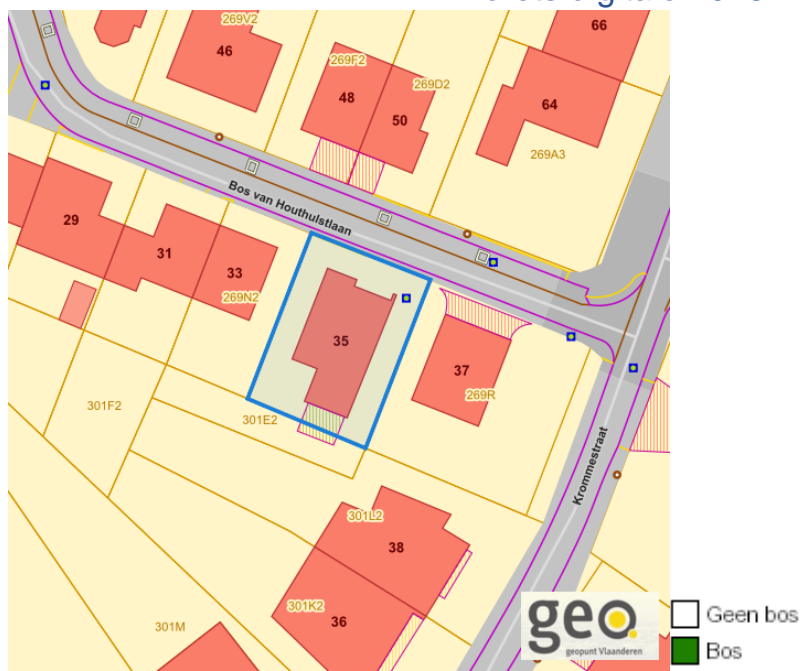 269V2
46
269F2
48
269D2
50
66
64
269A3
Bos van Houthulstlaan
29
31
33
269N2
35
37
269R
301F2
301E2
Krommestraat
301L2
38
301K2
36
301M
geo
geopunt Vlaanderen
Geen bos
Bos